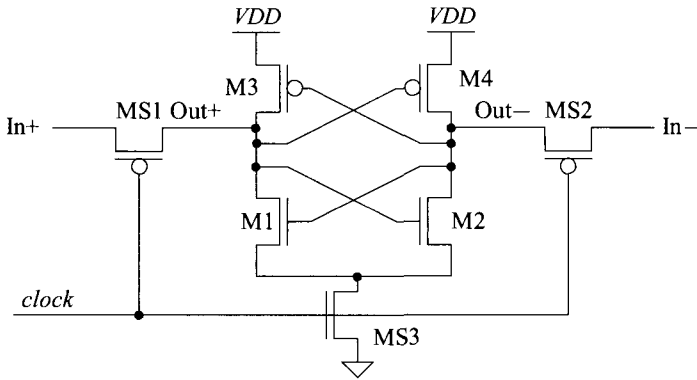 VDD VDD
M3 M4
MS1 Out+ Out− MS2
In+ In−
M1 M2
clock
MS3